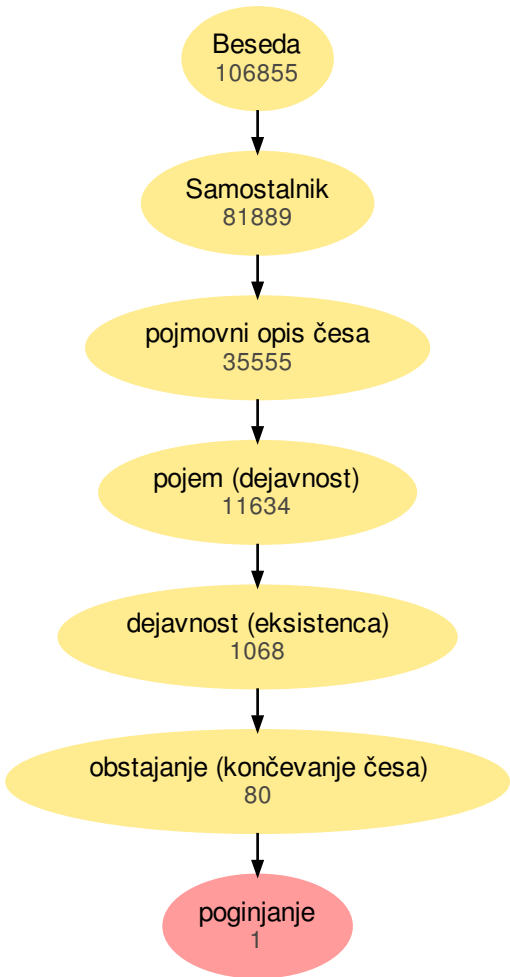 Beseda
106855
Samostalnik
81889
pojmovni opis česa
35555
pojem (dejavnost)
11634
dejavnost (eksistenca)
1068
obstajanje (končevanje česa)
80
poginjanje
1